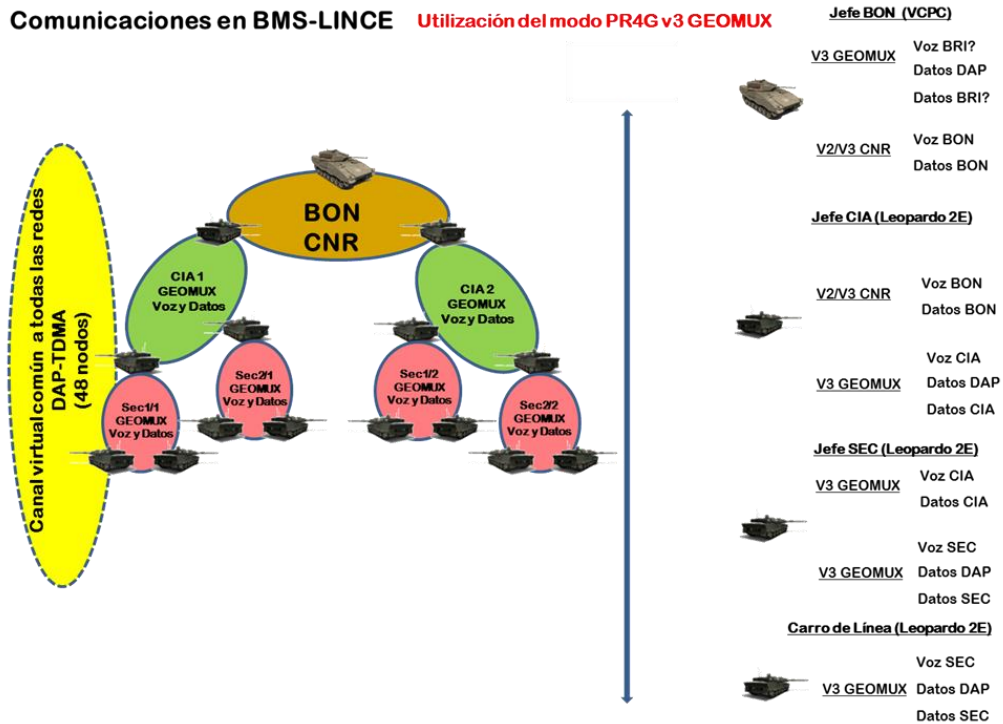 Comunicaciones en BMS-LINCE
Utilización del modo PR4G v3 GEOMUX
Canal virtual común a todas las redes
DAP-TDMA
(48 nodos)
BON
CNR
CIA 1
GEOMUX
Voz y Datos
CIA 2
GEOMUX
Voz y Datos
Sec1/1
GEOMUX
Voz y Datos
Sec2/1
GEOMUX
Voz y Datos
Sec1/2
GEOMUX
Voz y Datos
Sec2/2
GEOMUX
Voz y Datos
Jefe BON (VCPC)
V3 GEOMUX
Voz BRI?
Datos DAP
Datos BRI?
V2/V3 CNR
Voz BON
Datos BON
Jefe CIA (Leopardo 2E)
V2/V3 CNR
Voz BON
Datos BON
V3 GEOMUX
Voz CIA
Datos DAP
Datos CIA
Jefe SEC (Leopardo 2E)
V3 GEOMUX
Voz CIA
Datos CIA
V3 GEOMUX
Voz SEC
Datos DAP
Datos SEC
Carro de Línea (Leopardo 2E)
V3 GEOMUX
Voz SEC
Datos DAP
Datos SEC